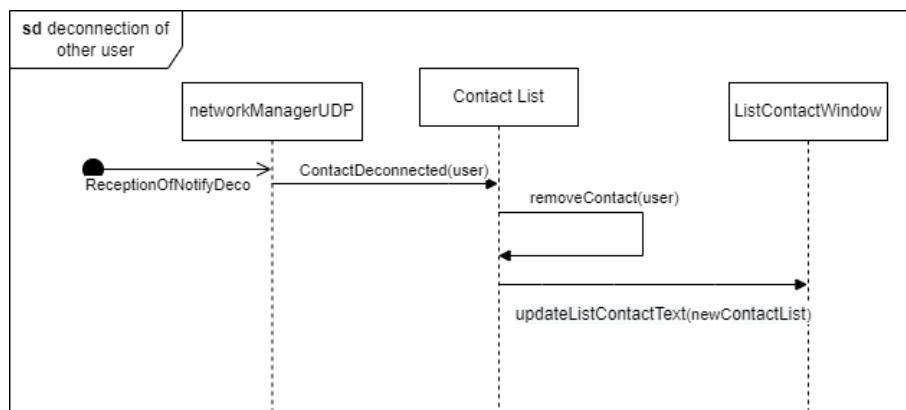 sd deconnection of
other user
networkManagerUDP
Contact List
ListContactWindow
ReceptionOfNotifyDeco
ContactDeconnected(user)
removeContact(user)
updateListContactText(newContactList)